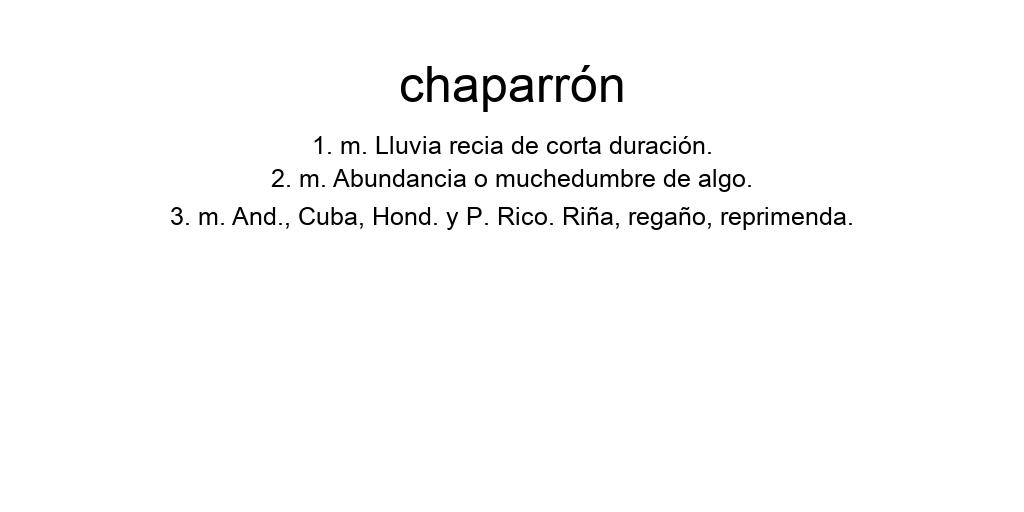 chaparrón
1. m. Lluvia recia de corta duración.
2. m. Abundancia o muchedumbre de algo.
3. m. And., Cuba, Hond. y P. Rico. Riña, regaño, reprimenda.